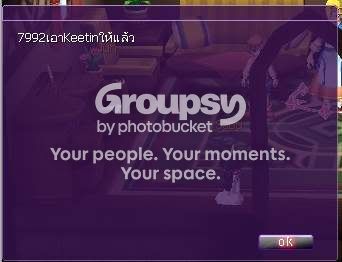 7992เอาKeetinให้แล้ว
Groupsy
by photobucket
Your people. Your moments.
Your space.
OK